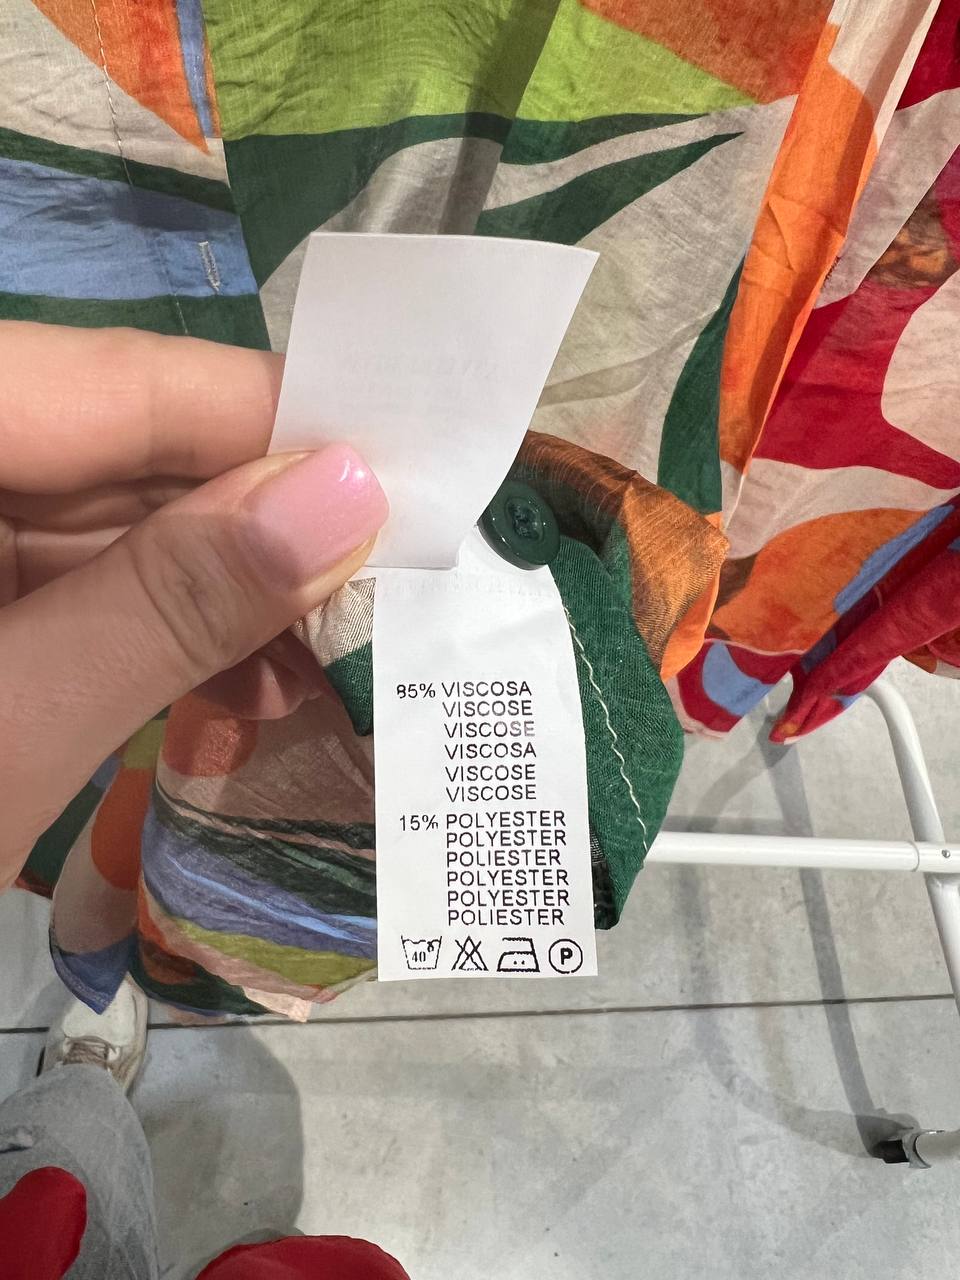 85% VISCOSA
VISCOSE
VISCOSE
VISCOSA
VISCOSE
VISCOSE
15% POLYESTER
POLYESTER
POLIESTER
POLYESTER
POLYESTER
POLIESTER
40° P